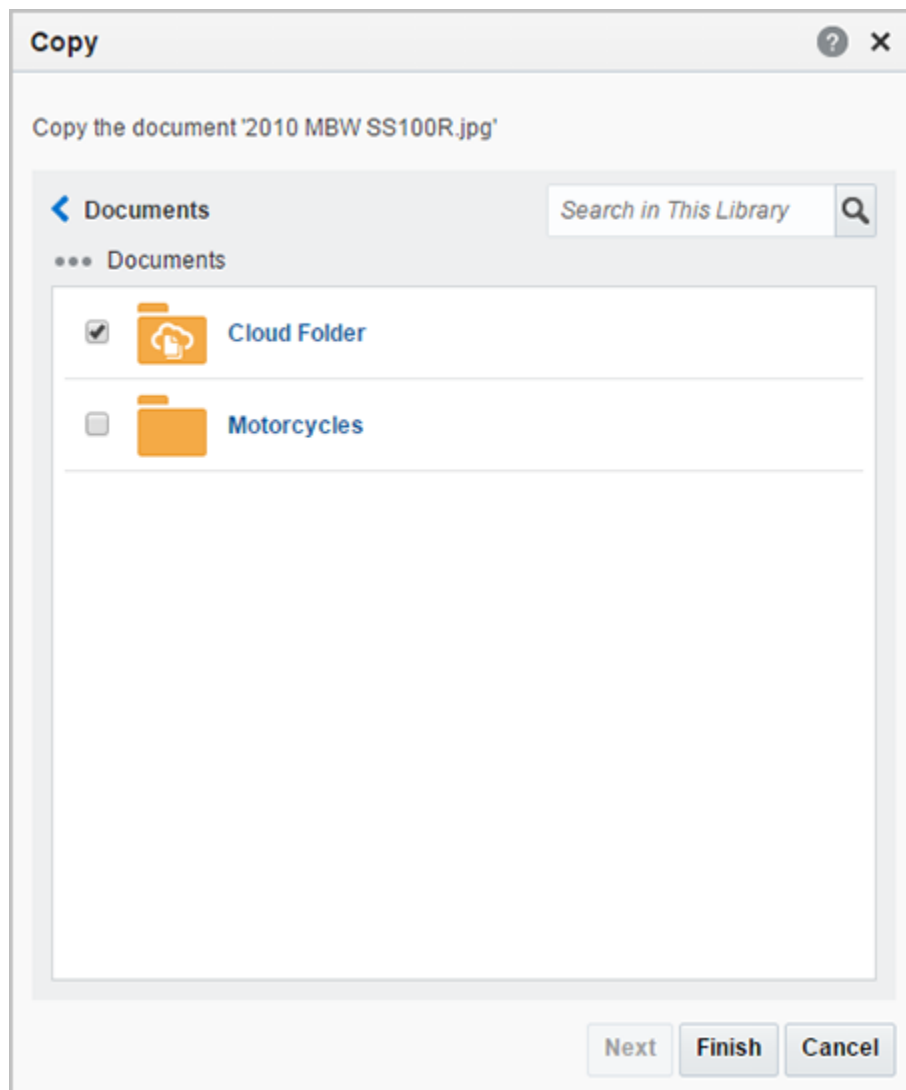 Copy
Copy the document '2010 MBW SS100R.jpg'
Documents
Search in This Library
Documents
Cloud Folder
Motorcycles
Next Finish Cancel